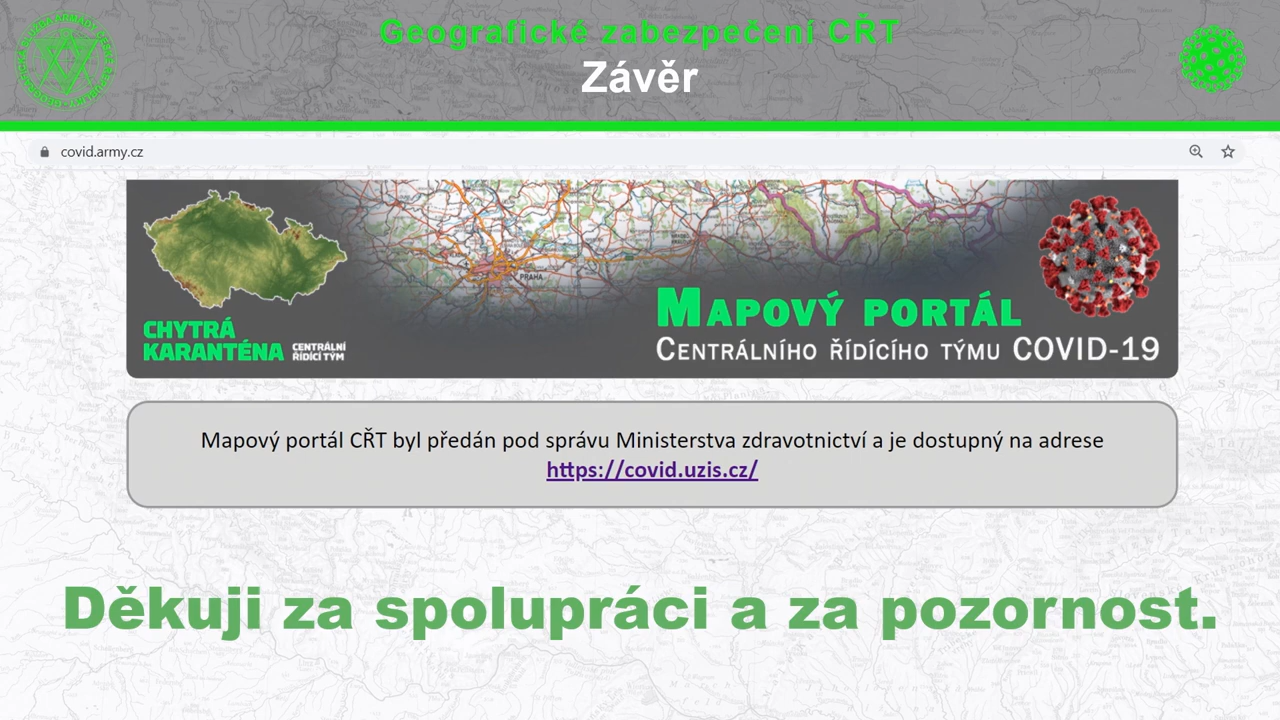 Geografické zabezpečení CŘT
Závěr
covid.army.cz
PRAHA
CHYTRÁ
KARANTÉNA
CENTRÁLNÍ
ŘÍDÍCÍ TÝM
MAPOVÝ PORTÁL
CENTRÁLNÍHO ŘÍDÍCÍHO TÝMU COVID-19
Mapový portál CŘT byl předán pod správu Ministerstva zdravotnictví a je dostupný na adrese
https://covid.uzis.cz/
Děkuji za spolupráci a za pozornost.